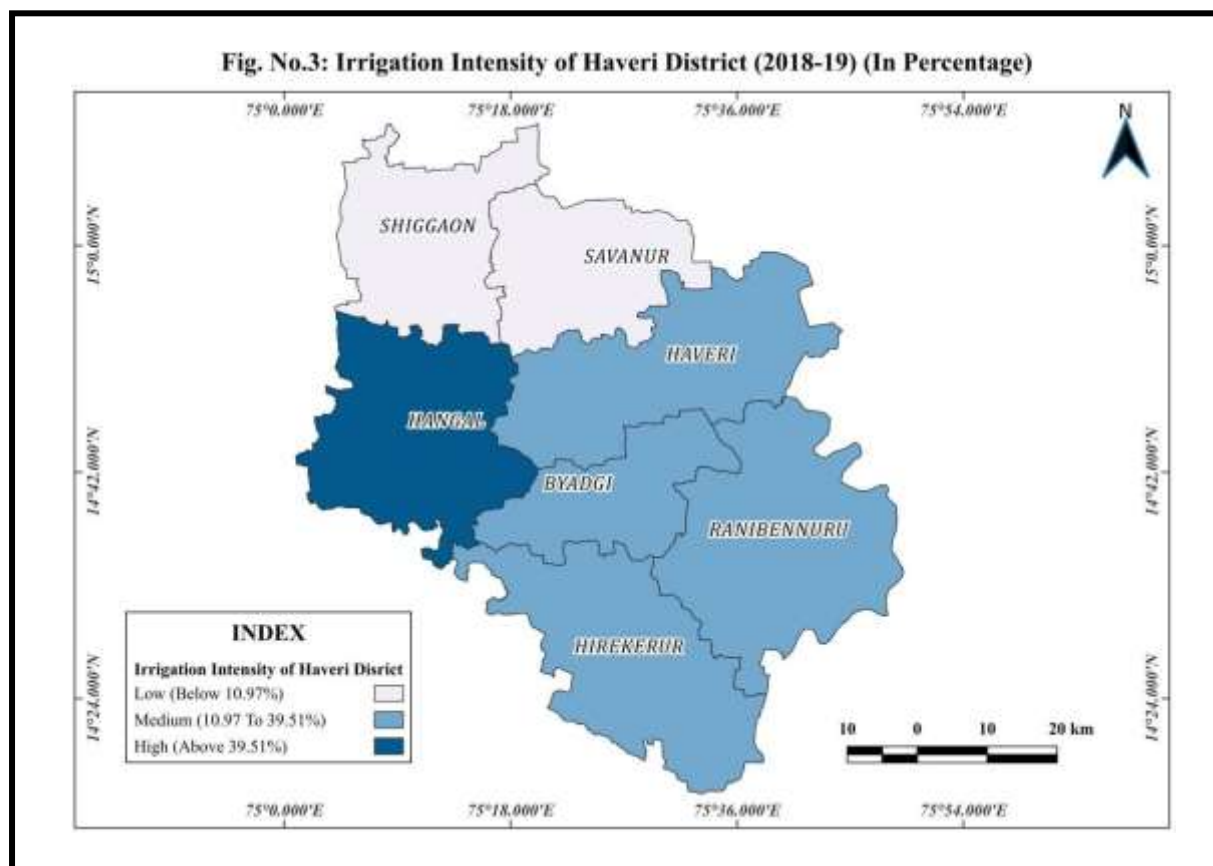 Fig. No.3: Irrigation Intensity of Haveri District (2018-19) (In Percentage)
75°0.000'E 75°18.000'E 75°36.000'E 75°54.000'E
N
SHIGGAON
15°0.000'N 15°0.000'N
SAVANUR
HAVERI
HANGAL
14°42.000'N 14°42.000'N
BYADGI
RANIBENNURU
INDEX
HIREKERUR
Irrigation Intensity of Haveri Disrict
Low (Below 10.97%)
14°24.000'N 14°24.000'N
Medium (10.97 To 39.51%)
10 0 10 20 km
High (Above 39.51%)
75°0.000'E 75°18.000'E 75°36.000'E 75°54.000'E